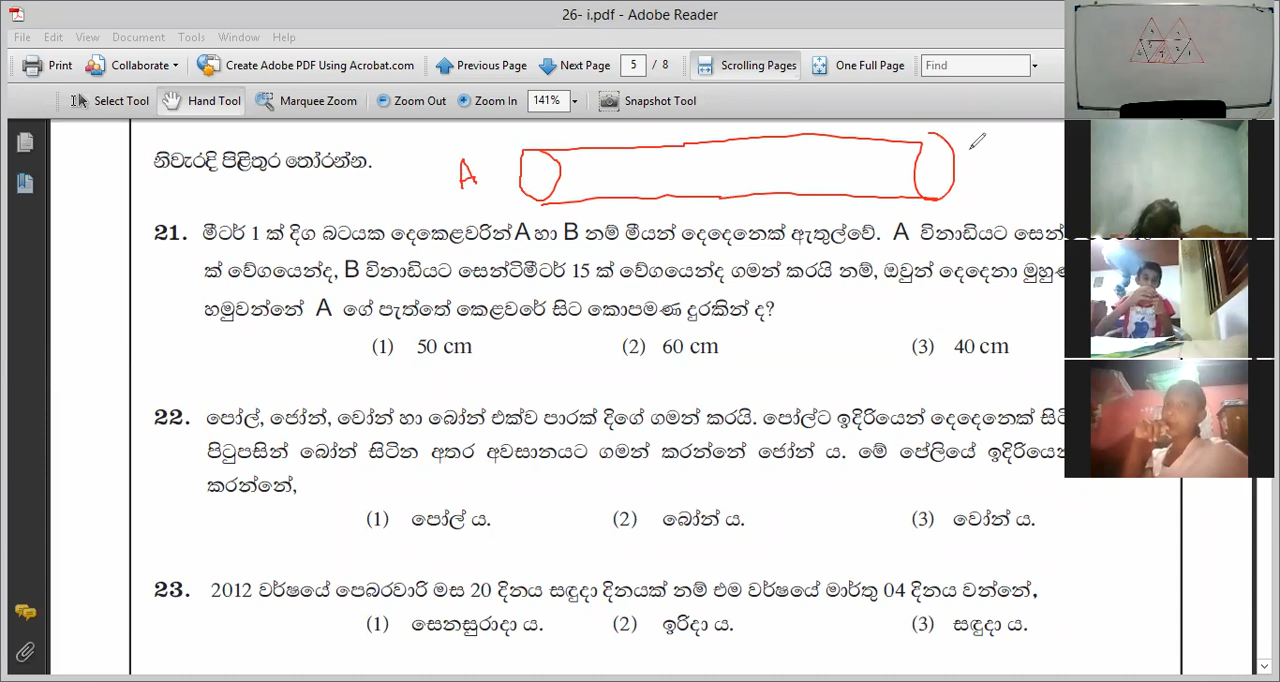 26- i.pdf - Adobe Reader
File Edit View Document Tools Window Help
Print Collaborate Create Adobe PDF Using Acrobat.com Previous Page Next Page 5 / 8 Scrolling Pages One Full Page Find
Select Tool Hand Tool Marquee Zoom Zoom Out Zoom In 141% Snapshot Tool
නිවැරදි පිළිතුර තෝරන්න. A
21. මීටර් 1 ක් දිග බටයක දෙකෙළවරින් A හා B නම් මීයන් දෙදෙනෙක් ඇතුල්වේ. A විනාඩියට
ක් වේගයෙන්ද, B විනාඩියට සෙන්ටිමීටර් 15 ක් වේගයෙන්ද ගමන් කරයි නම්, ඔවුන් දෙදෙනා
හමුවන්නේ A ගේ පැත්තේ කෙළවරේ සිට කොපමණ දුරකින් ද?
(1) 50 cm (2) 60 cm (3) 40 cm
22. පෝල්, ජෝන්, වෝන් හා බෝන් එක්ව පාරක් දිගේ ගමන් කරයි. පෝල්ට ඉදිරියෙන් දෙදෙනෙක්
පිටුපසින් බෝන් සිටින අතර අවසානයට ගමන් කරන්නේ ජෝන් ය. මේ පේලියේ
කරන්නේ,
(1) පෝල් ය. (2) බෝන් ය. (3) වෝන් ය.
23. 2012 වර්ෂයේ පෙබරවාරි මස 20 දිනය සඳුදා දිනයක් නම් එම වර්ෂයේ මාර්තු 04 දිනය වන්නේ,
(1) සෙනසුරාදා ය. (2) ඉරිදා ය. (3) සඳුදා ය.